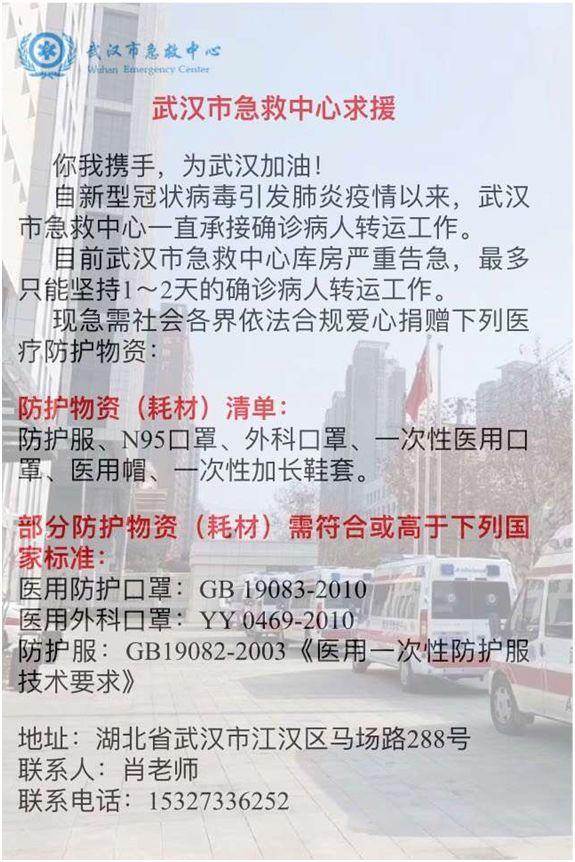 武汉市急救中心
Wuhan Emergency Center
武汉市急救中心求援
你我携手，为武汉加油！
自新型冠状病毒引发肺炎疫情以来，武汉
市急救中心一直承接确诊病人转运工作。
目前武汉市急救中心库房严重告急，最多
只能坚持1～2天的确诊病人转运工作。
现急需社会各界依法合规爱心捐赠下列医
疗防护物资：
防护物资（耗材）清单：
防护服、N95口罩、外科口罩、一次性医用口
罩、医用帽、一次性加长鞋套。
部分防护物资（耗材）需符合或高于下列国
家标准：
医用防护口罩：GB 19083-2010
医用外科口罩：YY 0469-2010
防护服：GB19082-2003《医用一次性防护服
技术要求》
地址：湖北省武汉市江汉区马场路288号
联系人：肖老师
联系电话：15327336252